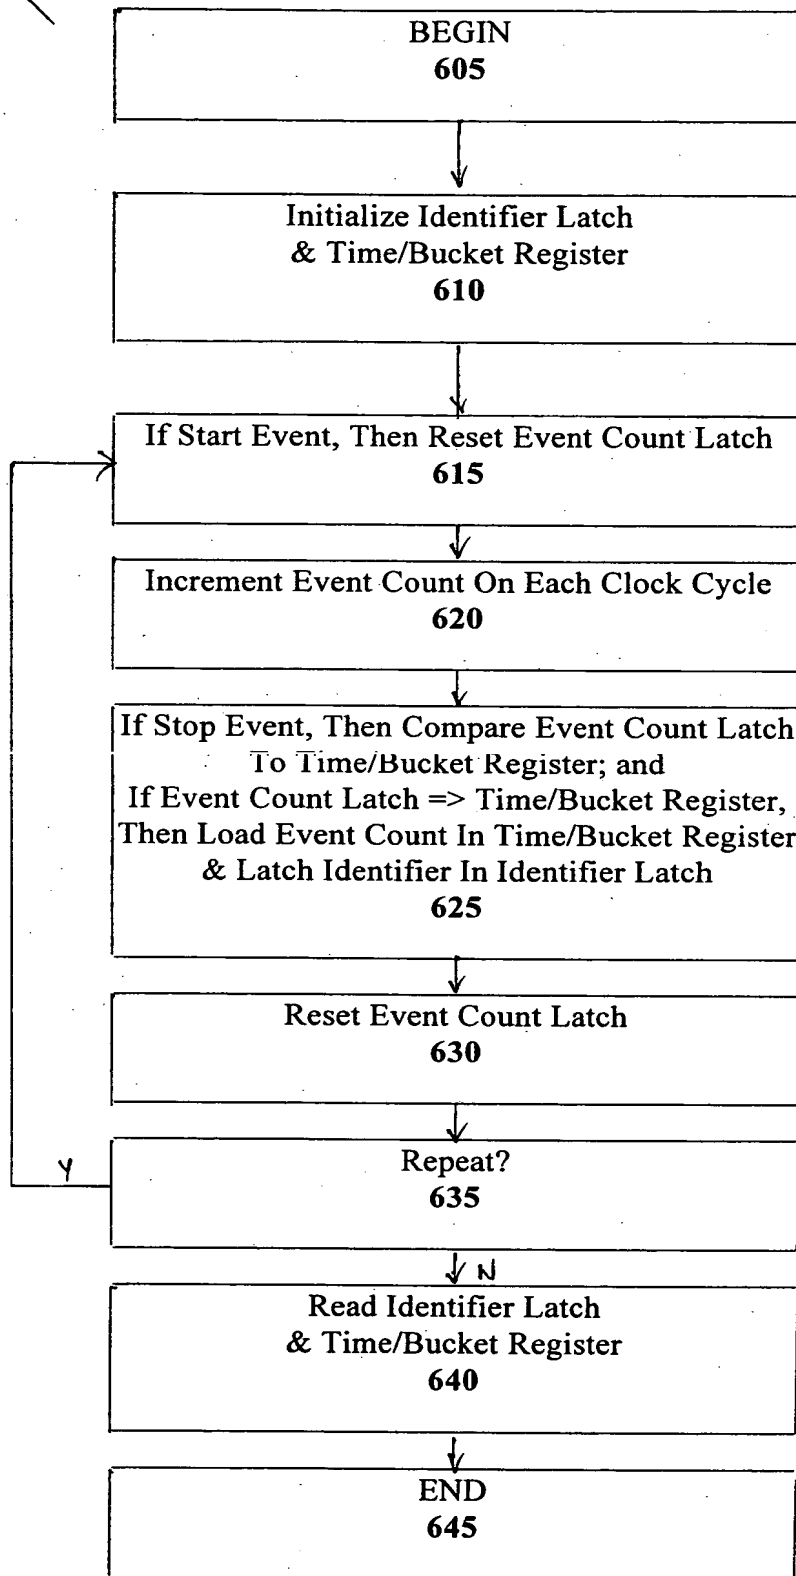 BEGIN
605
Initialize Identifier Latch
& Time/Bucket Register
610
If Start Event, Then Reset Event Count Latch
615
Increment Event Count On Each Clock Cycle
620
If Stop Event, Then Compare Event Count Latch
To Time/Bucket Register; and
If Event Count Latch => Time/Bucket Register,
Then Load Event Count In Time/Bucket Register
& Latch Identifier In Identifier Latch
625
Reset Event Count Latch
630
Repeat?
635
Y
N
Read Identifier Latch
& Time/Bucket Register
640
END
645